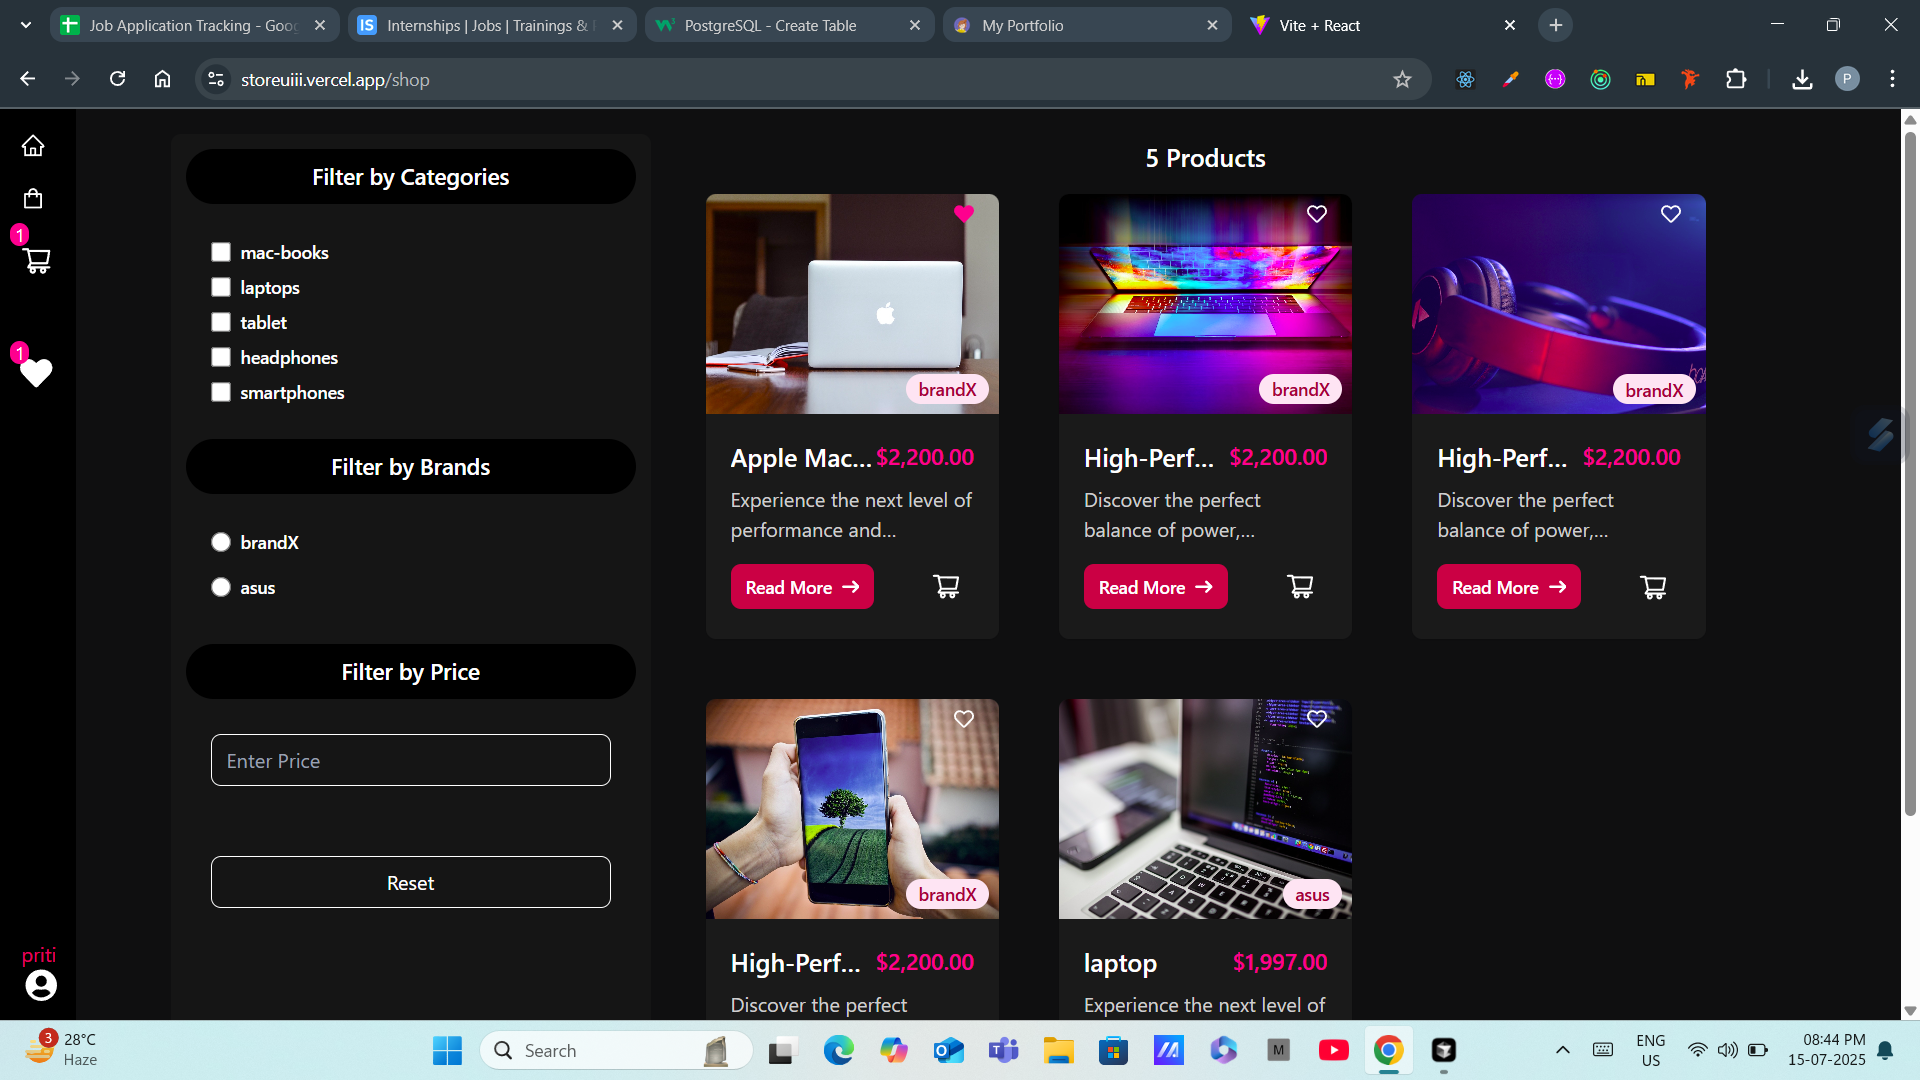 Job Application Tracking - Goog
Internships | Jobs | Trainings &
PostgreSQL - Create Table
My Portfolio
Vite + React
storeuiii.vercel.app/shop
P
1
1
priti
Filter by Categories
mac-books
laptops
tablet
headphones
smartphones
Filter by Brands
brandX
asus
Filter by Price
Enter Price
Reset
5 Products
brandX
Apple Mac... $2,200.00
Experience the next level of
performance and...
Read More →
brandX
High-Perf... $2,200.00
Discover the perfect
balance of power,...
Read More →
brandX
High-Perf... $2,200.00
Discover the perfect
balance of power,...
Read More →
brandX
High-Perf... $2,200.00
Discover the perfect
asus
laptop $1,997.00
Experience the next level of
3
28°C
Haze
Search
M
ENG
US
08:44 PM
15-07-2025